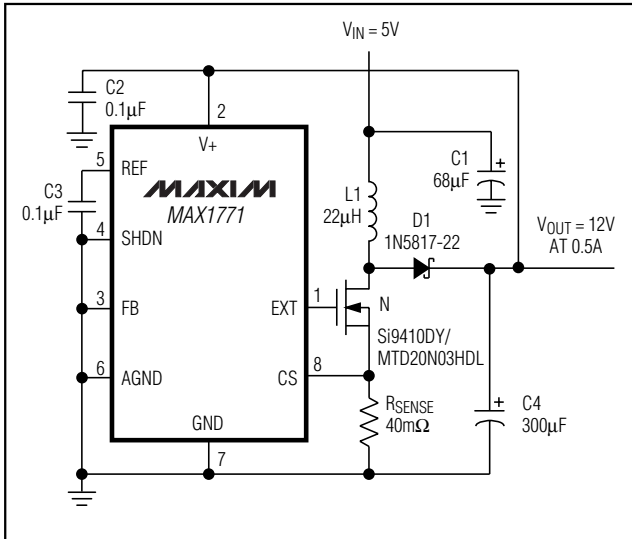 V_IN = 5V
C2
0.1µF
2
V+
5
REF
MAXIM
MAX1771
C3
0.1µF
4
SHDN
3
FB
6
AGND
GND
7
EXT
1
CS
8
L1
22µH
C1
+
68µF
D1
1N5817-22
V_OUT = 12V
AT 0.5A
N
Si9410DY/
MTD20N03HDL
R_SENSE
40mΩ
+
C4
300µF